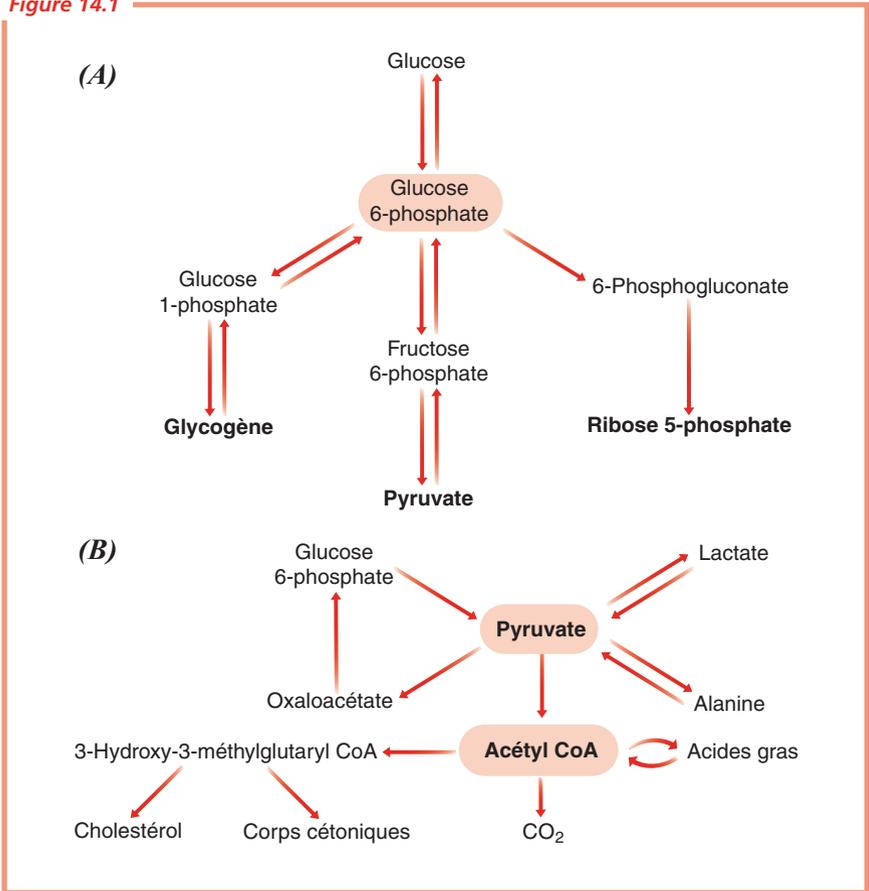 Figure 14.1
(A)
Glucose
Glucose
6-phosphate
Glucose
1-phosphate
6-Phosphogluconate
Fructose
6-phosphate
Glycogène
Ribose 5-phosphate
Pyruvate
(B)
Glucose
6-phosphate
Lactate
Pyruvate
Oxaloacétate
Alanine
3-Hydroxy-3-méthylglutaryl CoA
Acétyl CoA
Acides gras
Cholestérol
Corps cétoniques
CO₂